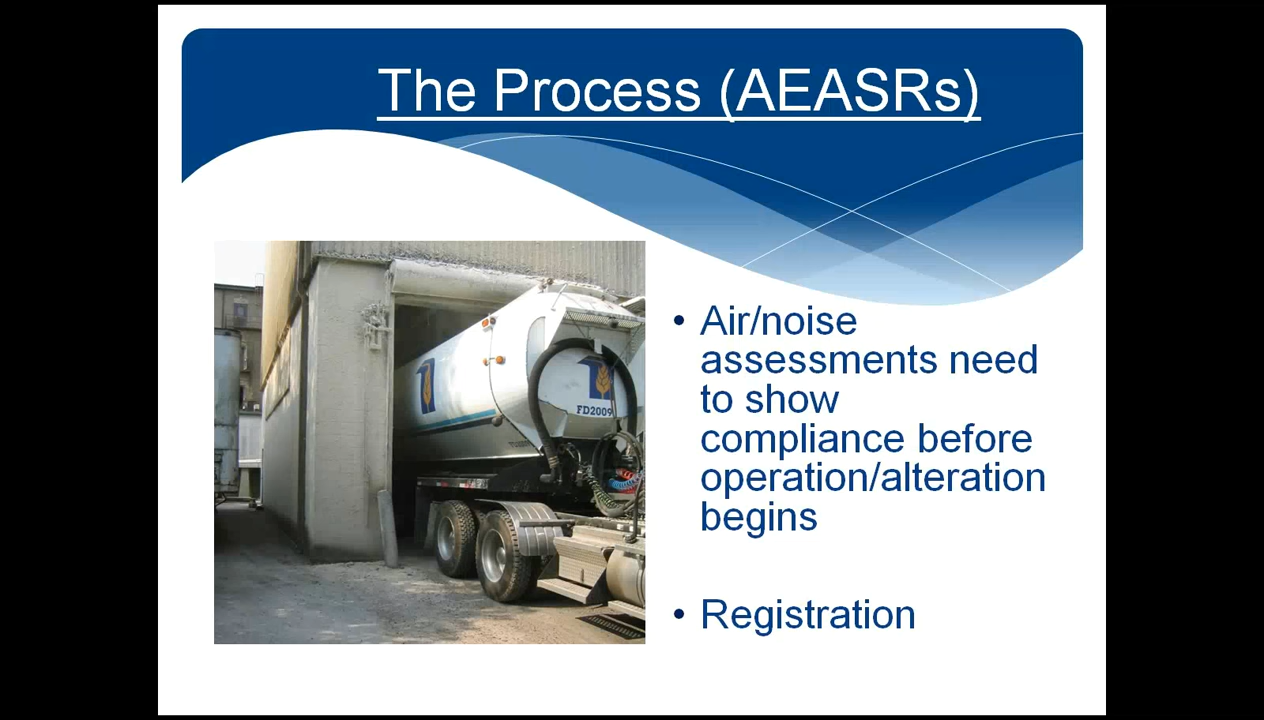 The Process (AEASRs)
• Air/noise
assessments need
to show
compliance before
operation/alteration
begins
• Registration
FD2009